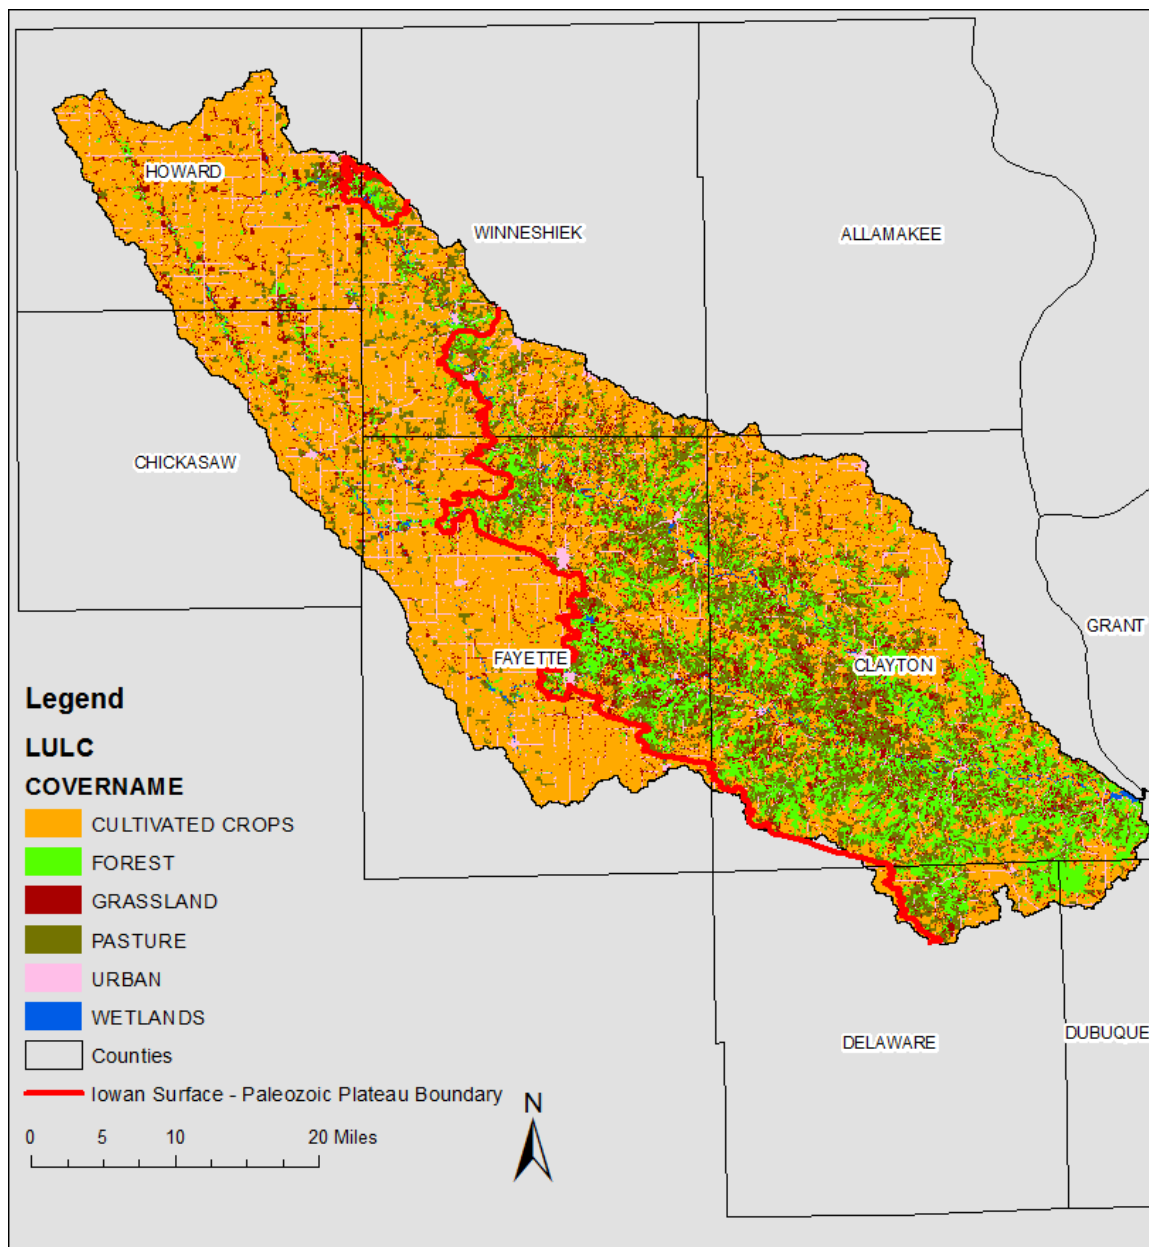 HOWARD
WINNESHIEK
ALLAMAKEE
CHICKASAW
GRANT
FAYETTE
CLAYTON
Legend
LULC
COVERNAME
CULTIVATED CROPS
FOREST
GRASSLAND
PASTURE
URBAN
WETLANDS
Counties
Iowan Surface - Paleozoic Plateau Boundary
DELAWARE
DUBUQUE
N
0 5 10 20 Miles